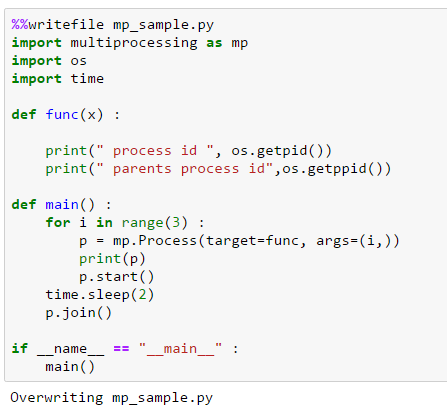 %%writefile mp_sample.py
import multiprocessing as mp
import os
import time

def func(x) :

    print(" process id ", os.getpid())
    print(" parents process id",os.getppid())

def main() :
    for i in range(3) :
        p = mp.Process(target=func, args=(i,))
        print(p)
        p.start()
    time.sleep(2)
    p.join()

if __name__ == "__main__" :
    main()
Overwriting mp_sample.py